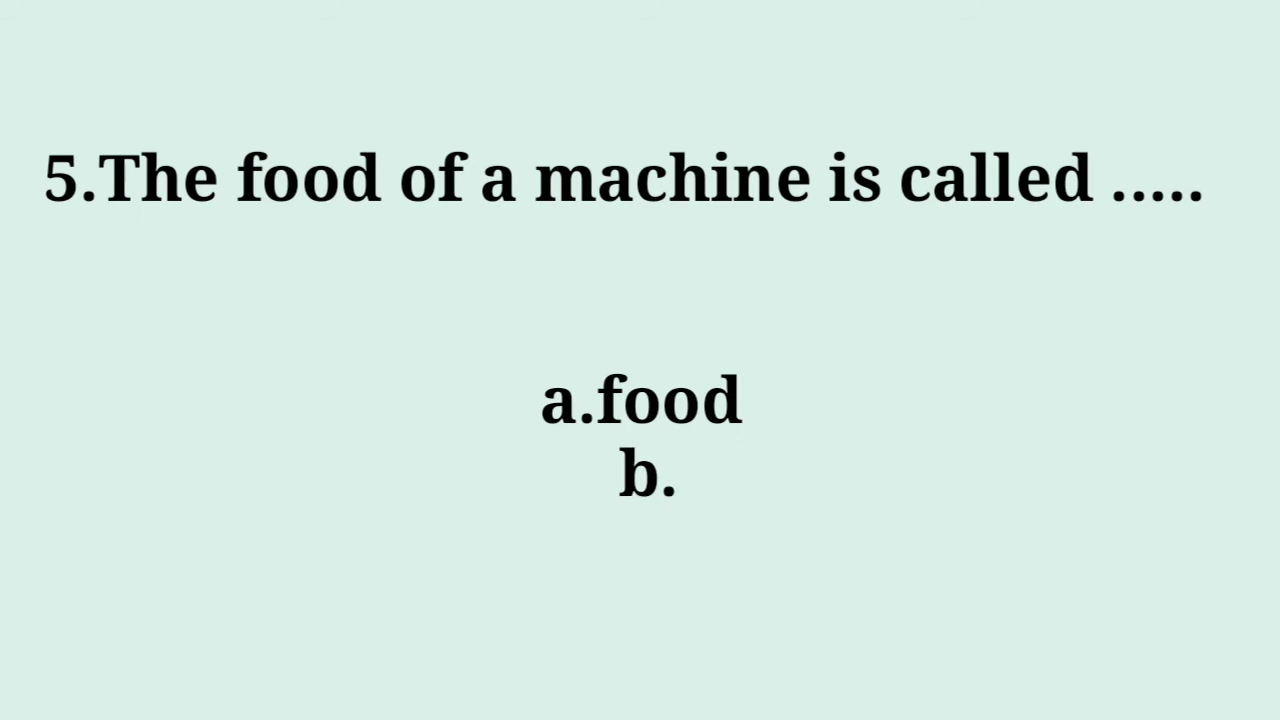 5.The food of a machine is called .....
a.food
b.